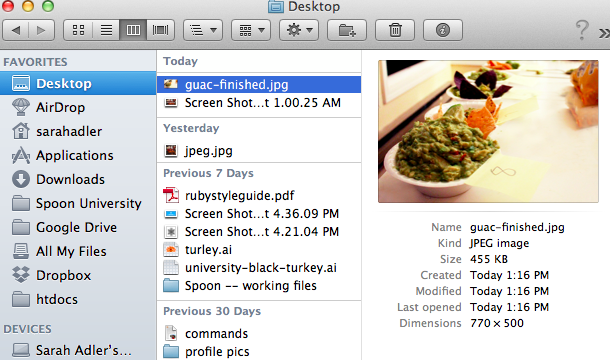 Desktop
FAVORITES
Desktop
AirDrop
sarahadler
Applications
Downloads
Spoon University
Google Drive
All My Files
Dropbox
htdocs
DEVICES
Sarah Adler's...
Today
guac-finished.jpg
Screen Shot...t 1.00.25 AM
Yesterday
jpeg.jpg
Previous 7 Days
rubystyleguide.pdf
Screen Shot...t 4.36.09 PM
Screen Shot...t 4.21.04 PM
turley.ai
university-black-turkey.ai
Spoon -- working files
Previous 30 Days
commands
profile pics
Name guac-finished.jpg
Kind JPEG image
Size 455 KB
Created Today 1:16 PM
Modified Today 1:16 PM
Last opened Today 1:16 PM
Dimensions 770 × 500